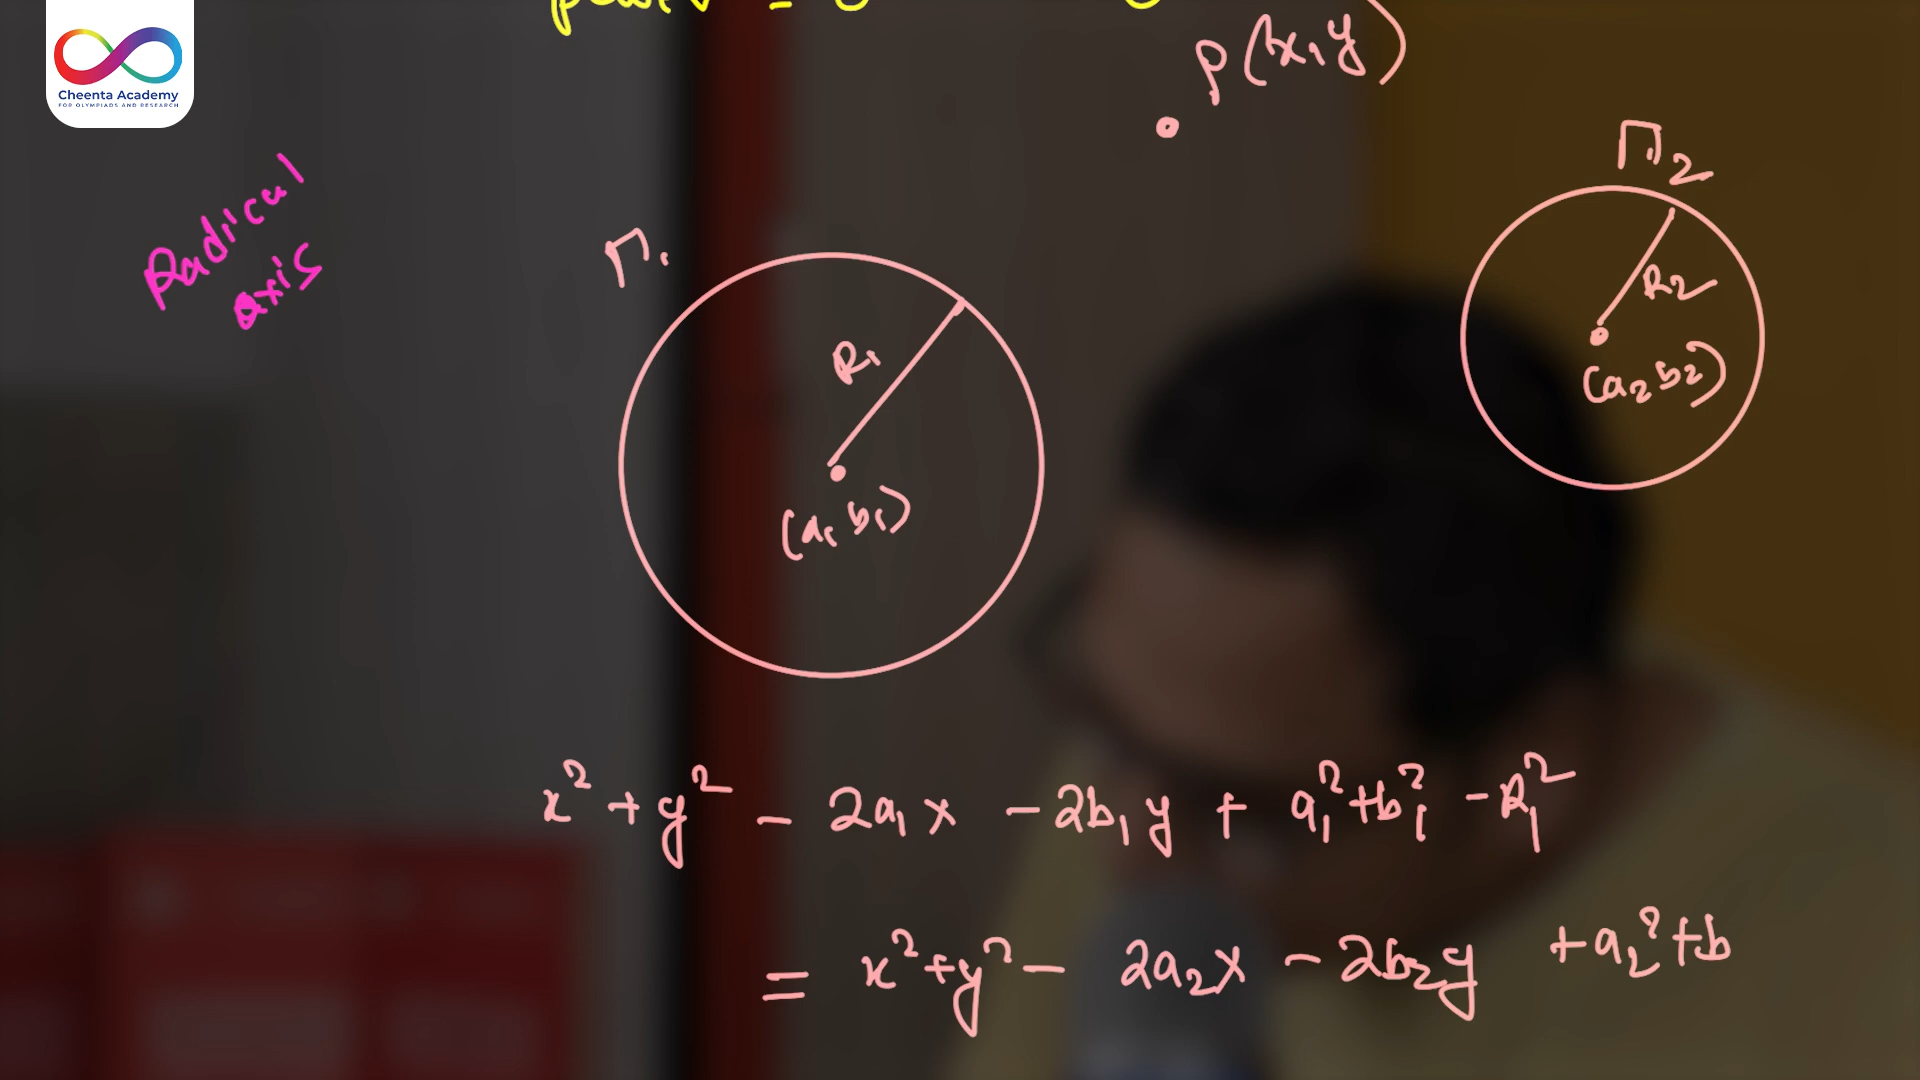 Cheenta Academy
FOR OLYMPIADS AND RESEARCH
P(x,y)
Radical
axis
Γ₁
R₁
(a₁ b₁)
Γ₂
R₂
(a₂ b₂)
x² + y² - 2a₁x - 2b₁y + a₁² + b₁² - R₁²
= x² + y² - 2a₂x - 2b₂y + a₂² + b